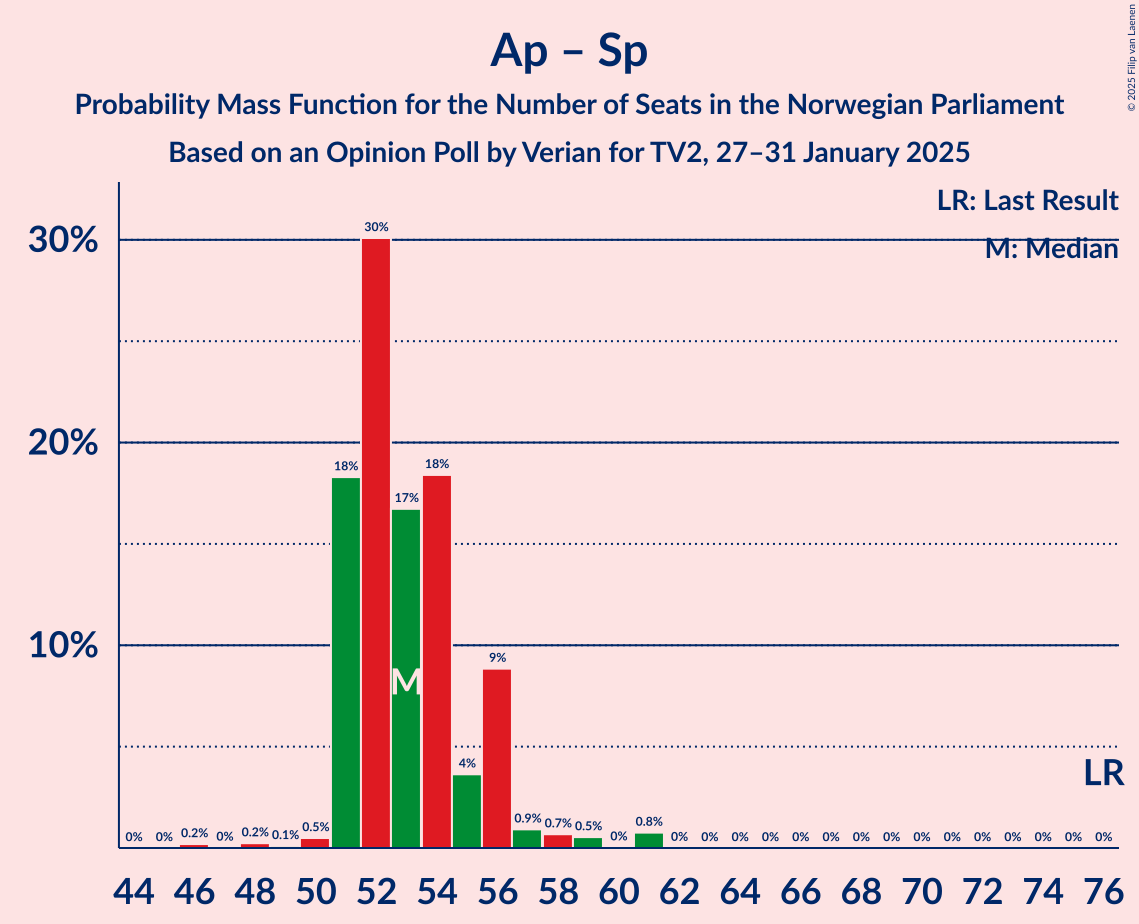 Ap – Sp
Probability Mass Function for the Number of Seats in the Norwegian Parliament
Based on an Opinion Poll by Verian for TV2, 27–31 January 2025
© 2025 Filip van Laenen
LR: Last Result
M: Median
30%
20%
10%
0% 0% 0.2% 0% 0.2% 0.1% 0.5% 18% 30% 17% 18% 4% 9% 0.9% 0.7% 0.5% 0% 0.8% 0% 0% 0% 0% 0% 0% 0% 0% 0% 0% 0% 0% 0% 0% 0%
M
LR
44 46 48 50 52 54 56 58 60 62 64 66 68 70 72 74 76